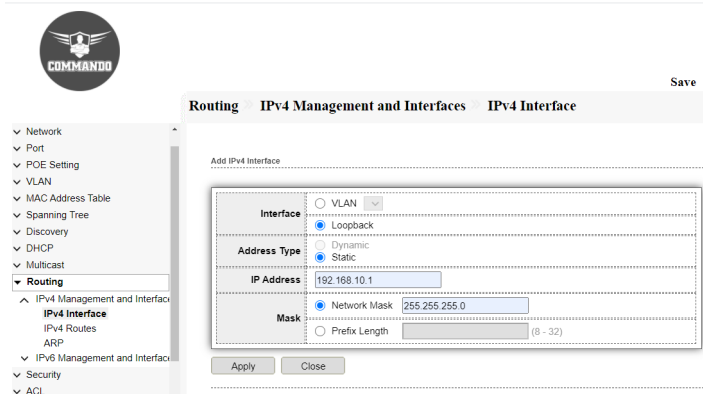 COMMANDO
Save
Routing » IPv4 Management and Interfaces » IPv4 Interface
Network
Port
POE Setting
VLAN
MAC Address Table
Spanning Tree
Discovery
DHCP
Multicast
Routing
IPv4 Management and Interface
IPv4 Interface
IPv4 Routes
ARP
IPv6 Management and Interface
Security
ACL
Add IPv4 Interface
Interface
VLAN
Loopback
Address Type
Dynamic
Static
IP Address 192.168.10.1
Mask
Network Mask 255.255.255.0
Prefix Length (8 - 32)
Apply Close